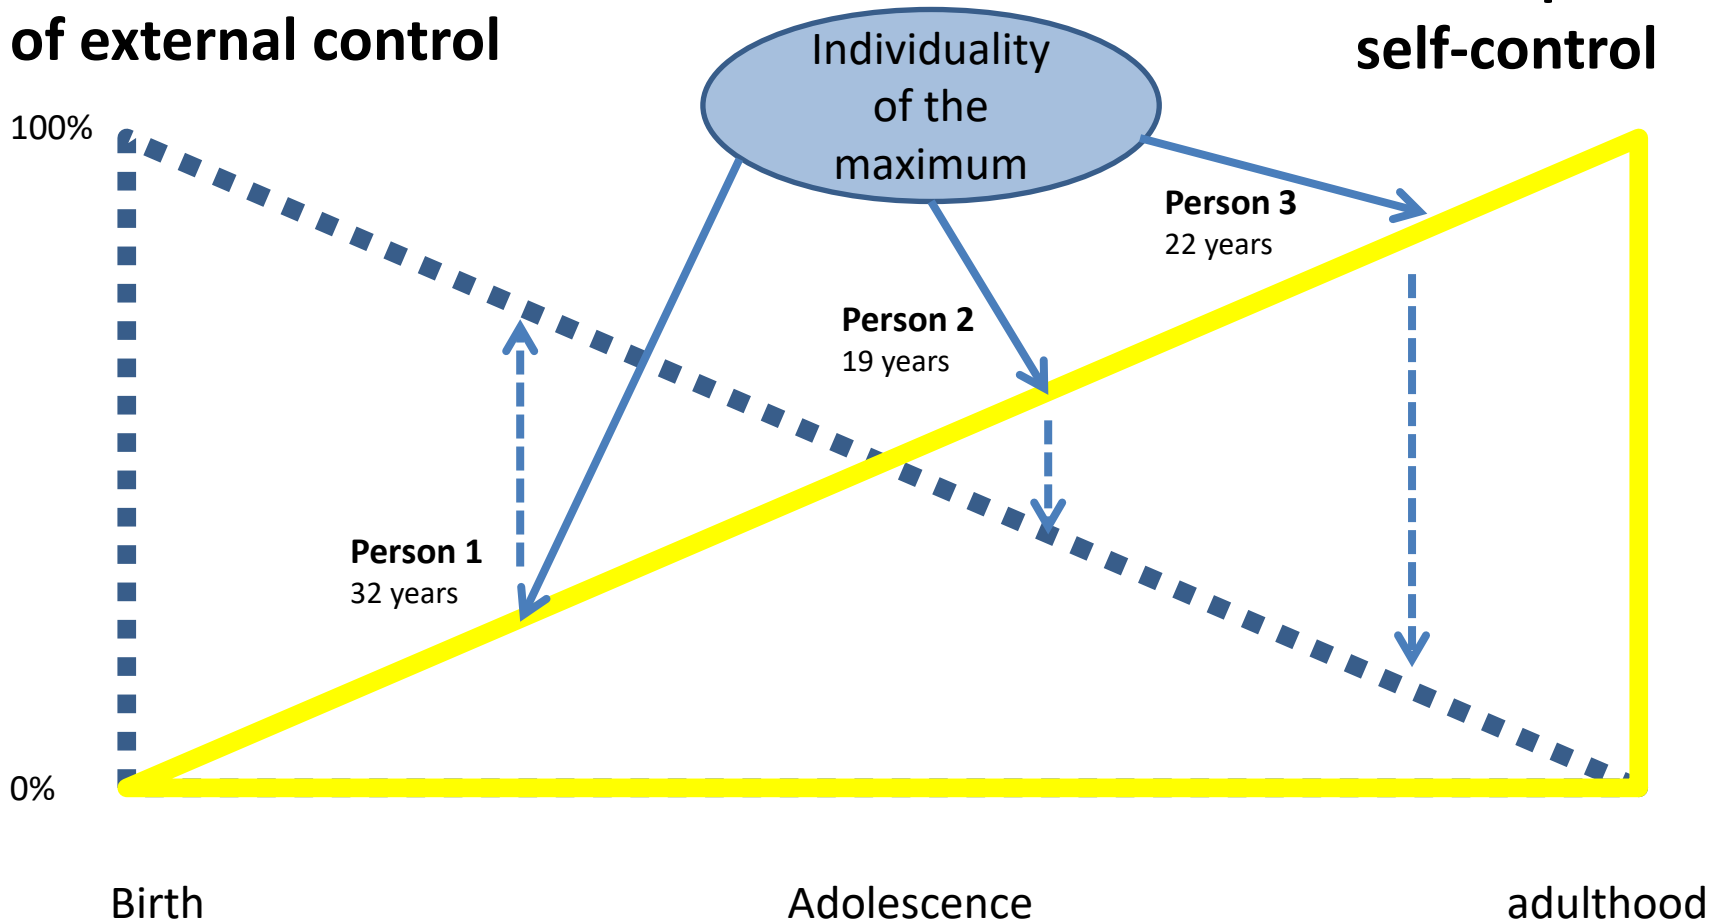 of external control
self-control
Individuality
of the
maximum
100%
Person 3
22 years
Person 2
19 years
Person 1
32 years
0%
Birth
Adolescence
adulthood